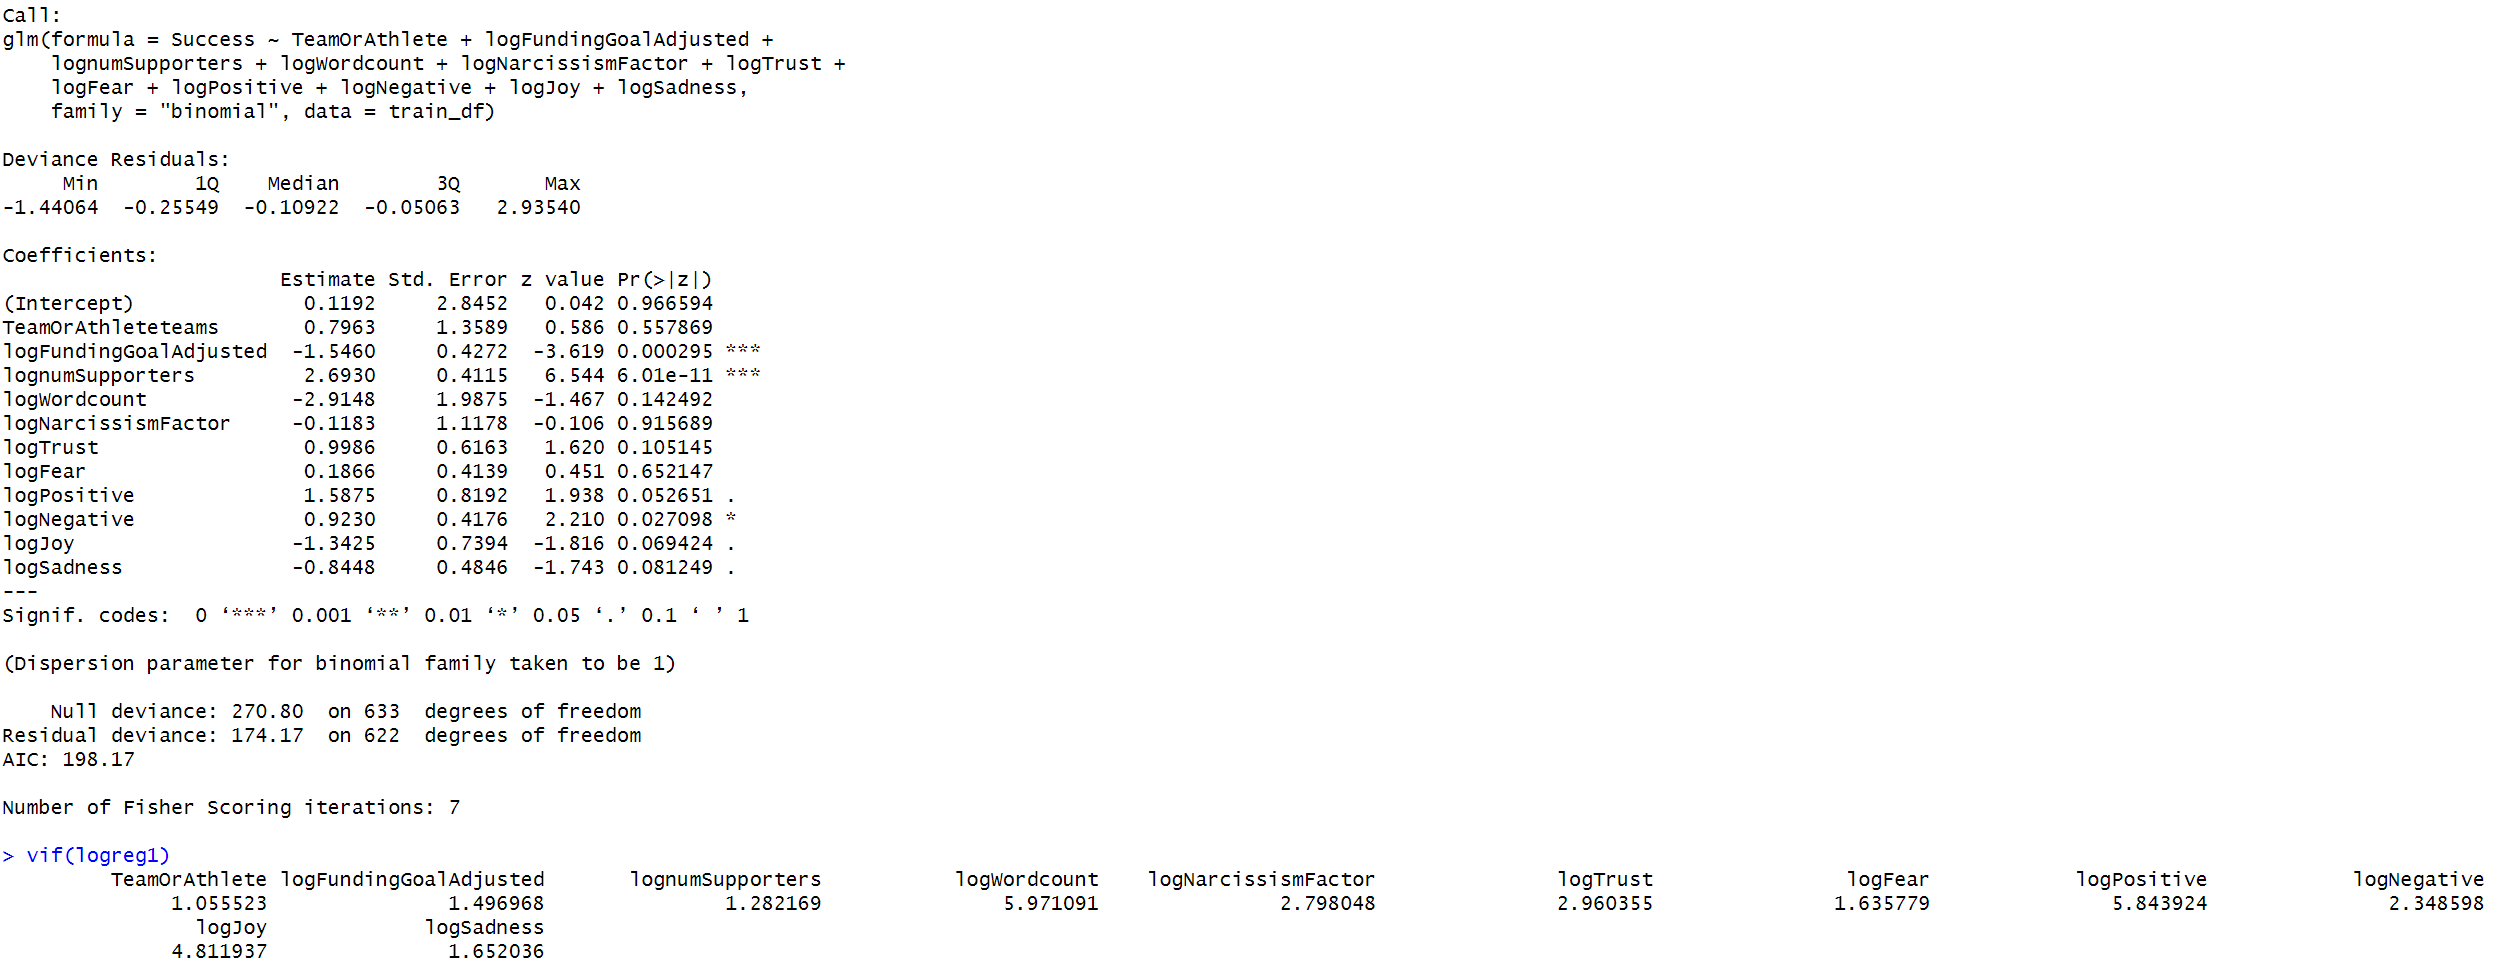 Call:
glm(formula = Success ~ TeamOrAthlete + logFundingGoalAdjusted +
    lognumSupporters + logWordcount + logNarcissismFactor + logTrust +
    logFear + logPositive + logNegative + logJoy + logSadness,
    family = "binomial", data = train_df)

Deviance Residuals:
     Min        1Q    Median        3Q       Max
-1.44064  -0.25549  -0.10922  -0.05063   2.93540

Coefficients:
                       Estimate Std. Error z value Pr(>|z|)
(Intercept)              0.1192     2.8452   0.042 0.966594
TeamOrAthleteteams       0.7963     1.3589   0.586 0.557869
logFundingGoalAdjusted  -1.5460     0.4272  -3.619 0.000295 ***
lognumSupporters         2.6930     0.4115   6.544 6.01e-11 ***
logWordcount            -2.9148     1.9875  -1.467 0.142492
logNarcissismFactor     -0.1183     1.1178  -0.106 0.915689
logTrust                 0.9986     0.6163   1.620 0.105145
logFear                  0.1866     0.4139   0.451 0.652147
logPositive              1.5875     0.8192   1.938 0.052651 .
logNegative              0.9230     0.4176   2.210 0.027098 *
logJoy                  -1.3425     0.7394  -1.816 0.069424 .
logSadness              -0.8448     0.4846  -1.743 0.081249 .
---
Signif. codes:  0 ‘***’ 0.001 ‘**’ 0.01 ‘*’ 0.05 ‘.’ 0.1 ‘ ’ 1

(Dispersion parameter for binomial family taken to be 1)

    Null deviance: 270.80  on 633  degrees of freedom
Residual deviance: 174.17  on 622  degrees of freedom
AIC: 198.17

Number of Fisher Scoring iterations: 7

> vif(logreg1)
         TeamOrAthlete logFundingGoalAdjusted       lognumSupporters           logWordcount    logNarcissismFactor               logTrust                logFear            logPositive            logNegative
              1.055523               1.496968               1.282169               5.971091               2.798048               2.960355               1.635779               5.843924               2.348598
                logJoy             logSadness
              4.811937               1.652036